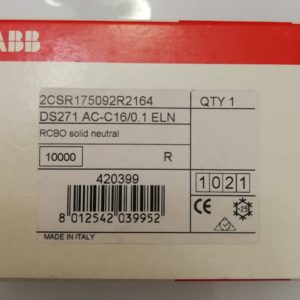 ABB
2CSR175092R2164
QTY 1
DS271 AC-C16/0.1 ELN
RCBO solid neutral
10000
R
420399
1021
8 012542 039952
CE
-25
MADE IN ITALY